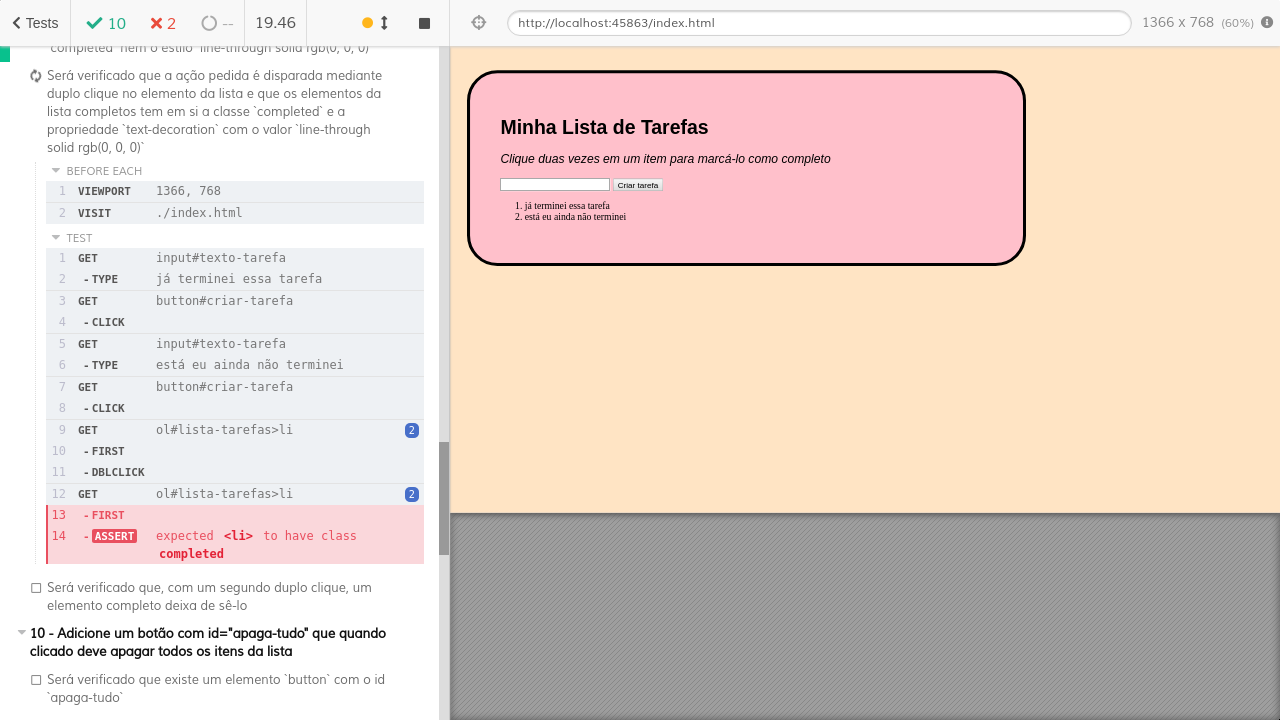 Tests
10
2
--
19.46
http://localhost:45863/index.html
1366 x 768 (60%)
`completed` nem o estilo `line-through solid rgb(0, 0, 0)`
Será verificado que a ação pedida é disparada mediante
duplo clique no elemento da lista e que os elementos da
lista completos tem em si a classe `completed` e a
propriedade `text-decoration` com o valor `line-through
solid rgb(0, 0, 0)`
BEFORE EACH
1 VIEWPORT 1366, 768
2 VISIT ./index.html
TEST
1 GET input#texto-tarefa
2 - TYPE já terminei essa tarefa
3 GET button#criar-tarefa
4 - CLICK
5 GET input#texto-tarefa
6 - TYPE está eu ainda não terminei
7 GET button#criar-tarefa
8 - CLICK
9 GET ol#lista-tarefas>li 2
10 - FIRST
11 - DBLCLICK
12 GET ol#lista-tarefas>li 2
13 - FIRST
14 - ASSERT expected <li> to have class
completed
Será verificado que, com um segundo duplo clique, um
elemento completo deixa de sê-lo
10 - Adicione um botão com id="apaga-tudo" que quando
clicado deve apagar todos os itens da lista
Será verificado que existe um elemento `button` com o id
`apaga-tudo`
Minha Lista de Tarefas
Clique duas vezes em um item para marcá-lo como completo
Criar tarefa
1. já terminei essa tarefa
2. está eu ainda não terminei